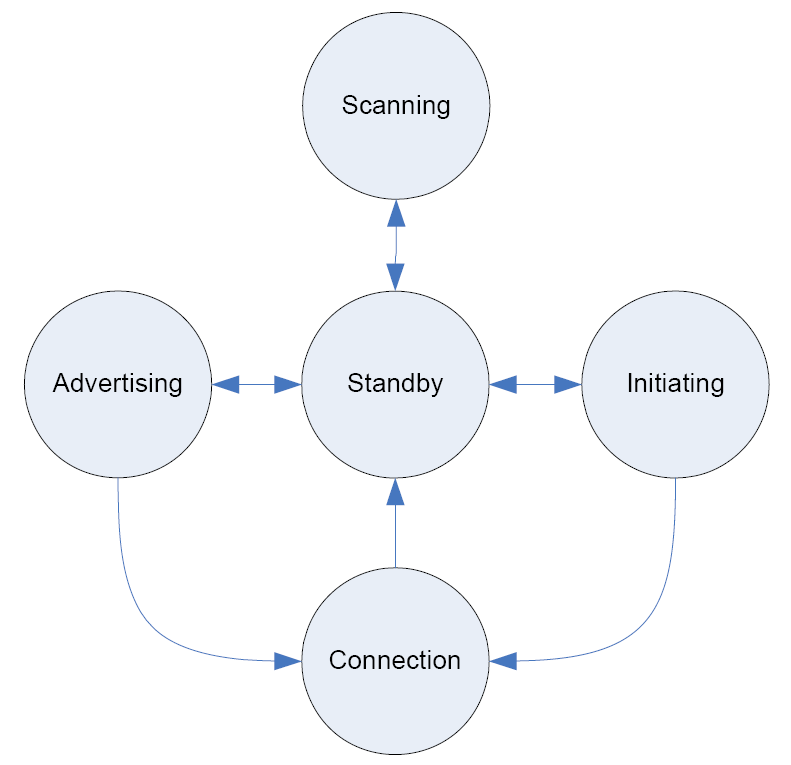 Scanning
Advertising
Standby
Initiating
Connection